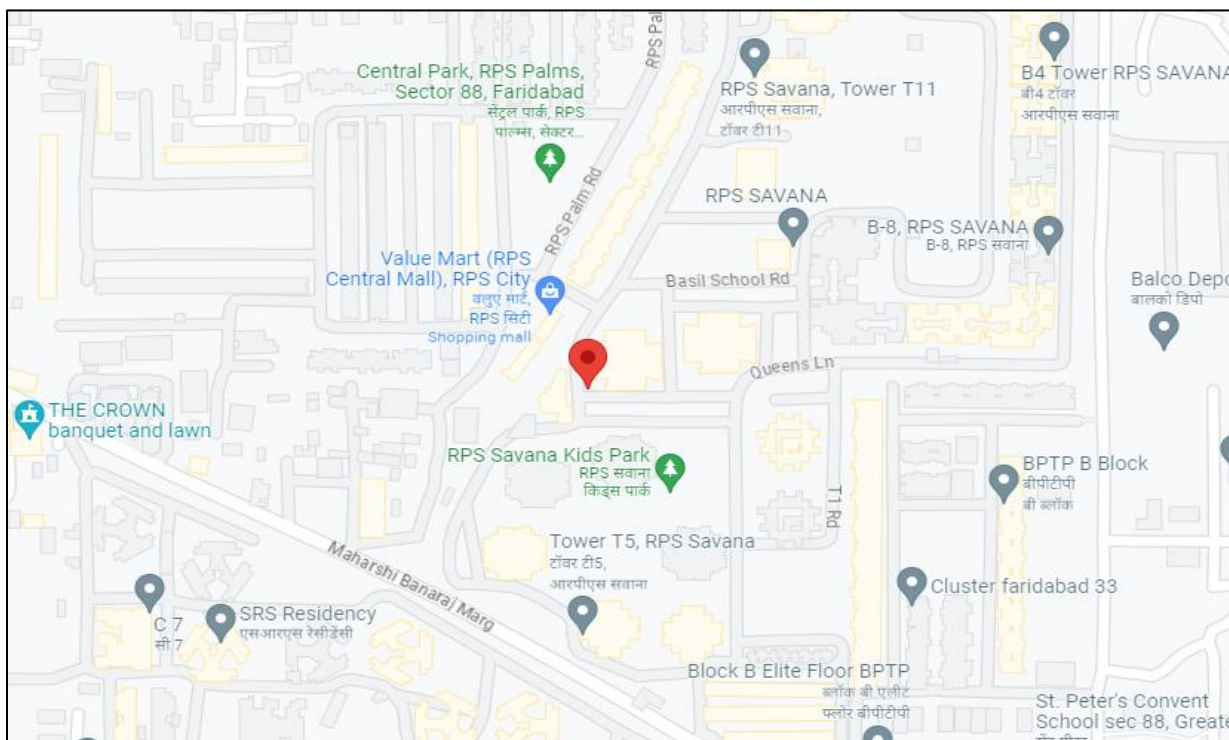 RPS Pal
Central Park, RPS Palms,
Sector 88, Faridabad
सेंट्रल पार्क, RPS
पाल्म्स, सेक्टर...
RPS Savana, Tower T11
आरपीएस सवाना,
टॉवर टी11
B4 Tower RPS SAVANA
बी4 टॉवर
आरपीएस सवाना
RPS Palm Rd
RPS SAVANA
B-8, RPS SAVANA
B-8, RPS सवाना
Value Mart (RPS
Central Mall), RPS City
वलुए मार्ट,
RPS सिटी
Shopping mall
Basil School Rd
Balco Depo
बालको डिपो
Queens Ln
THE CROWN
banquet and lawn
RPS Savana Kids Park
RPS सवाना
किड्स पार्क
BPTP B Block
बीपीटीपी
बी ब्लॉक
T1 Rd
Tower T5, RPS Savana
टॉवर टी5,
आरपीएस सवाना
Maharshi Banaraj Marg
Cluster faridabad 33
C 7
सी 7
SRS Residency
एसआरएस रेसीडेंसी
Block B Elite Floor BPTP
ब्लॉक बी एलीट
फ्लोर बीपीटीपी
St. Peter's Convent
School sec 88, Greate